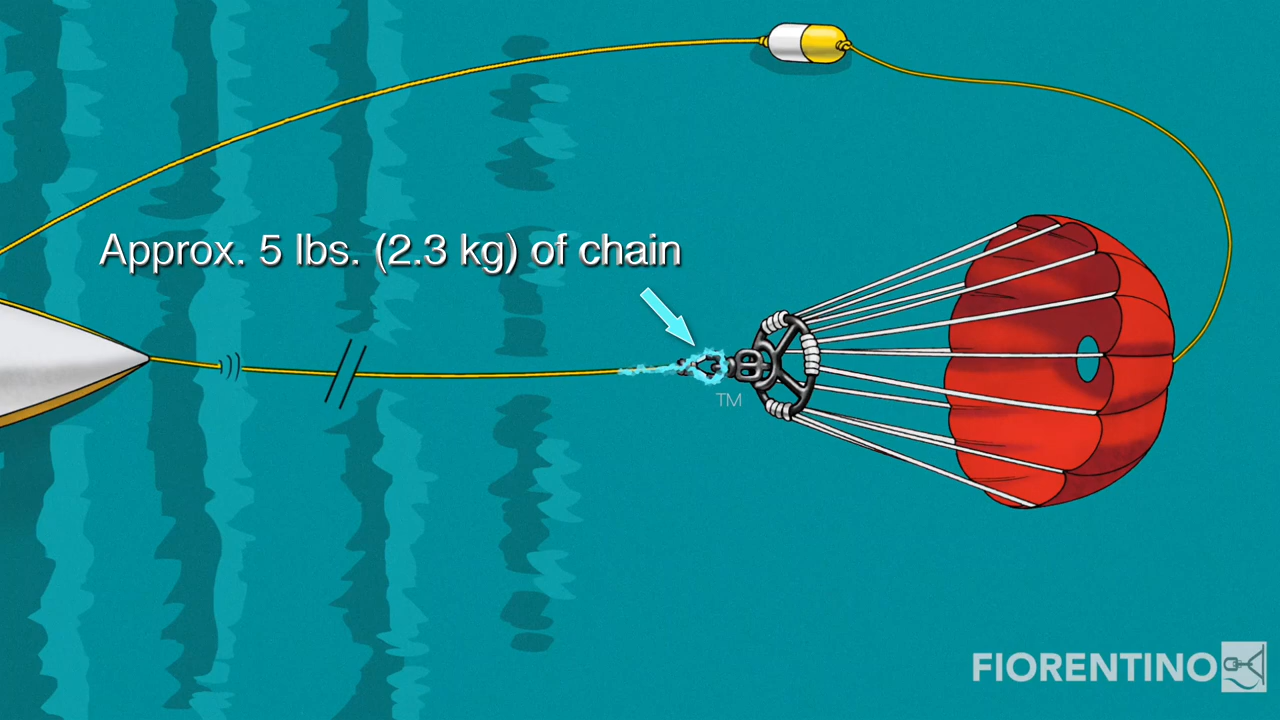 Approx. 5 lbs. (2.3 kg) of chain
TM
FIORENTINO